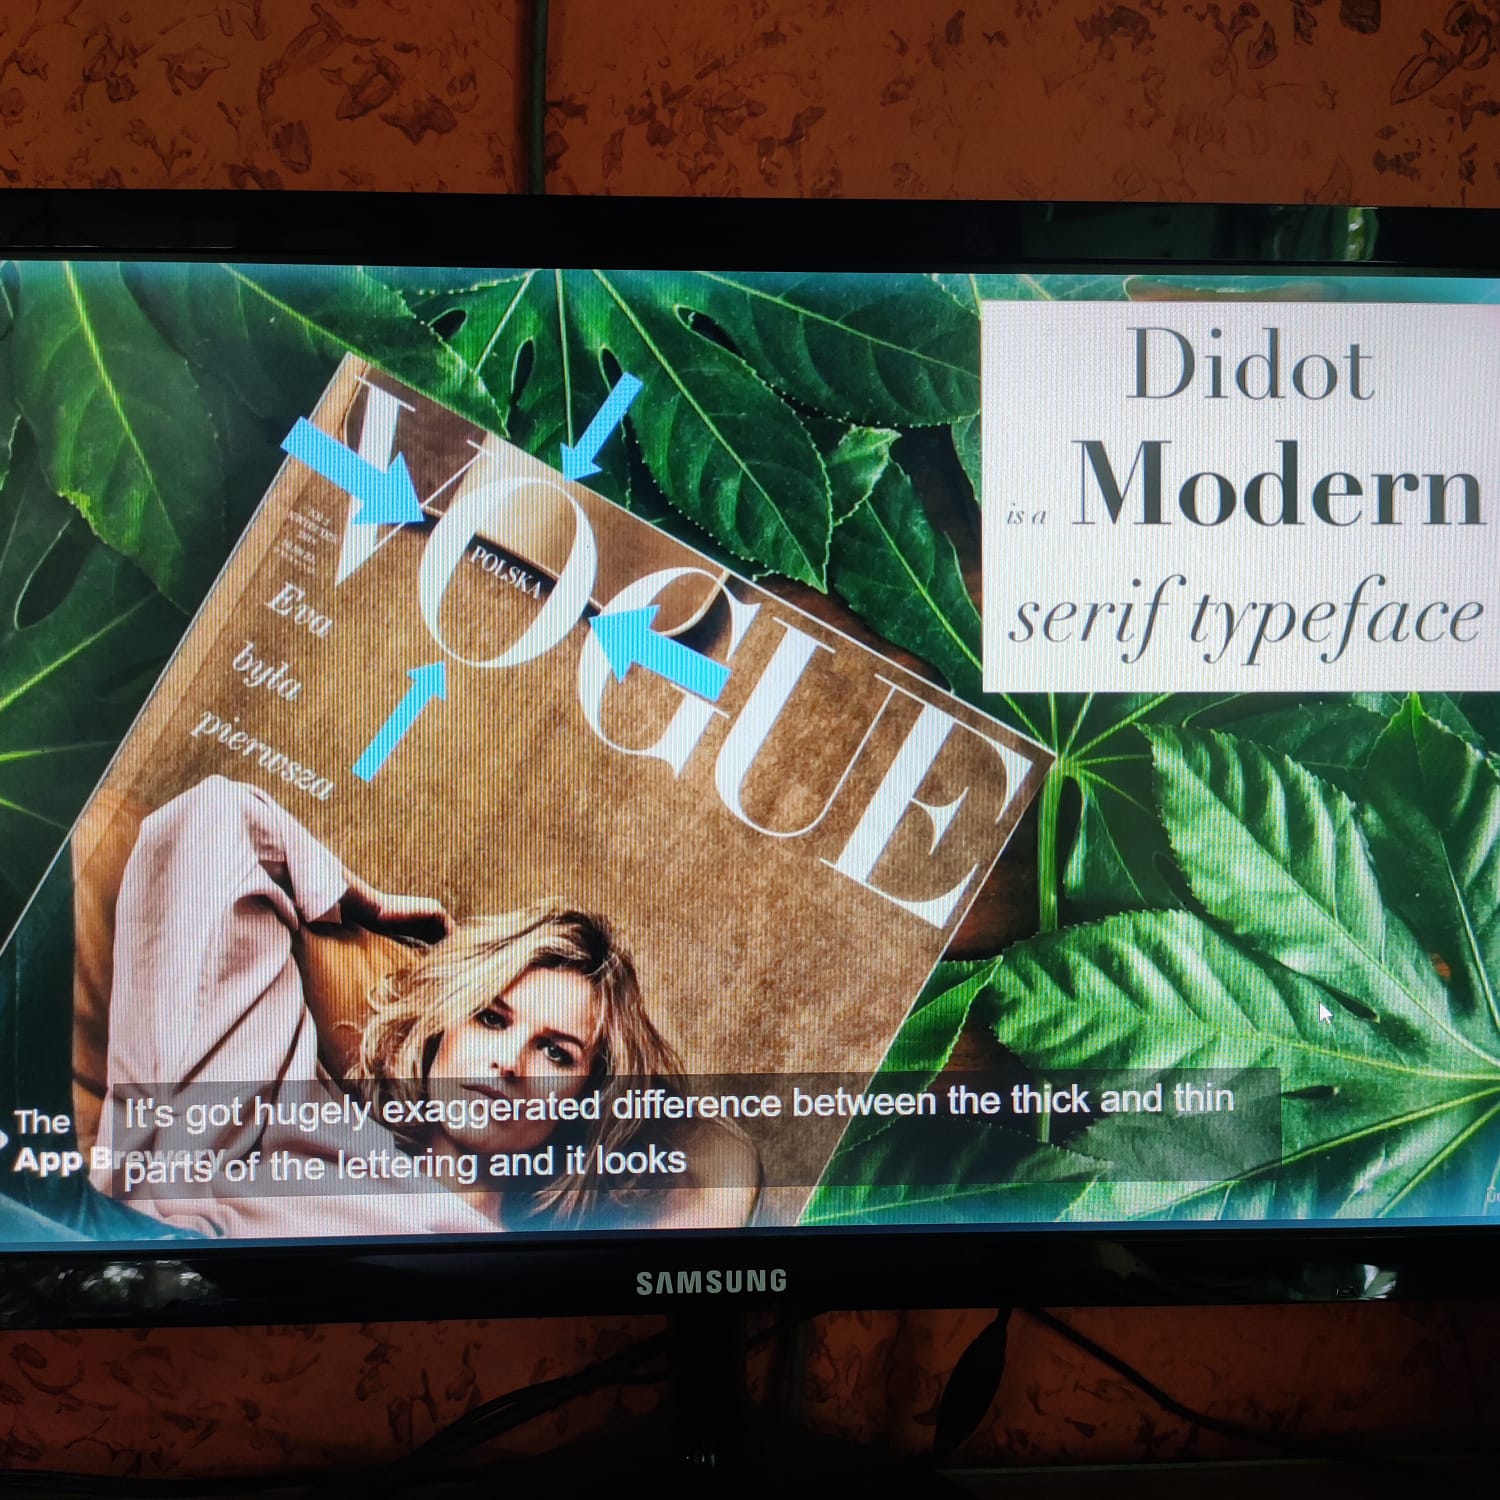 VOGUE
POLSKA
Eva
była
pierwsza
Didot
is a Modern
serif typeface
The
App Brewery
It's got hugely exaggerated difference between the thick and thin
parts of the lettering and it looks
SAMSUNG